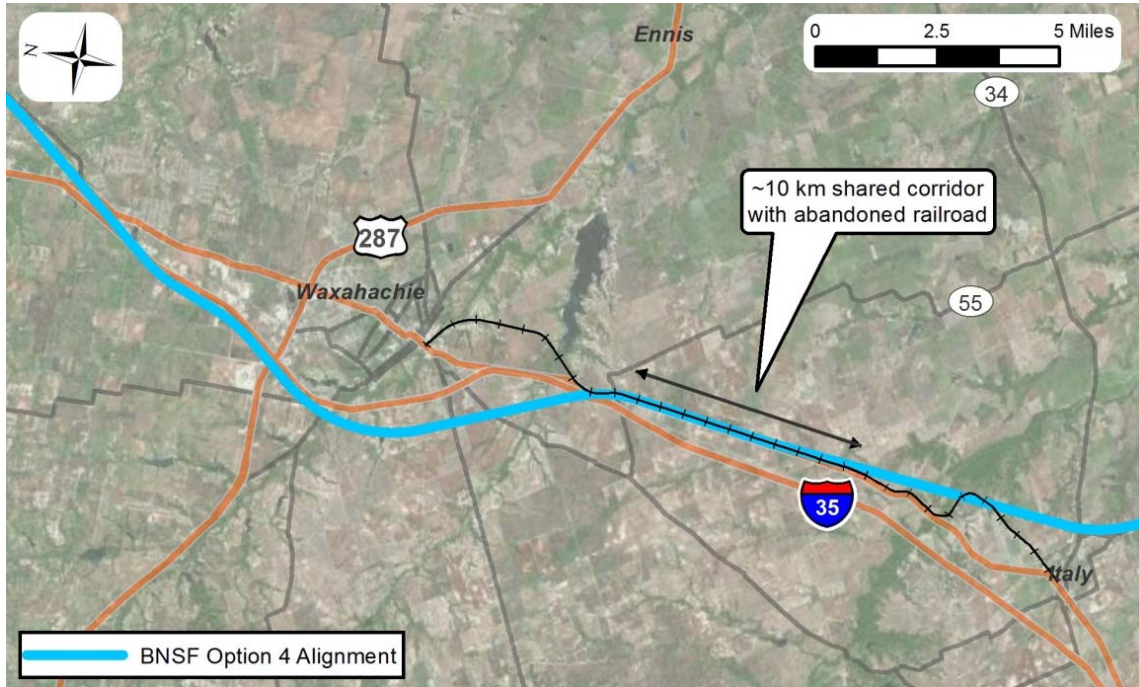 N
Ennis
0 2.5 5 Miles
34
~10 km shared corridor
with abandoned railroad
287
Waxahachie
55
35
Italy
BNSF Option 4 Alignment